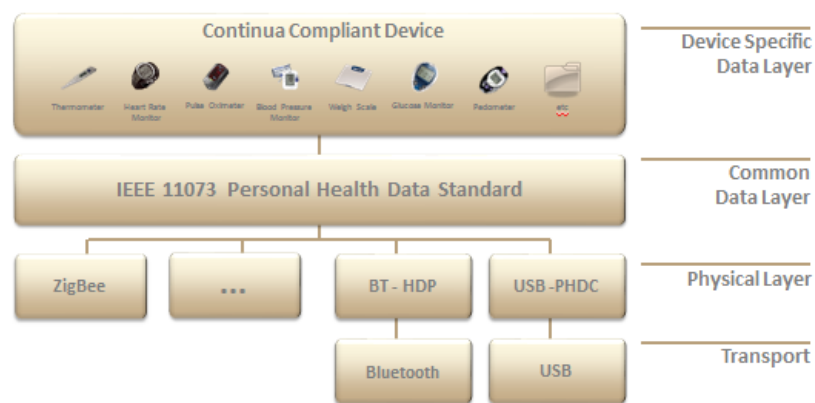 Continua Compliant Device
Thermometer
Heart Rate
Monitor
Pulse Oximeter
Blood Pressure
Monitor
Weigh Scale
Glucose Monitor
Pedometer
etc
Device Specific
Data Layer
IEEE 11073 Personal Health Data Standard
Common
Data Layer
ZigBee
...
BT - HDP
USB -PHDC
Physical Layer
Bluetooth
USB
Transport